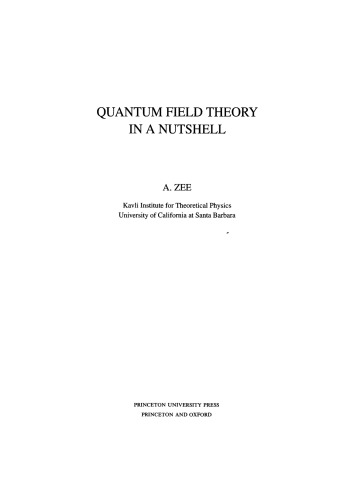 QUANTUM FIELD THEORY
IN A NUTSHELL
A. ZEE
Kavli Institute for Theoretical Physics
University of California at Santa Barbara
PRINCETON UNIVERSITY PRESS
PRINCETON AND OXFORD